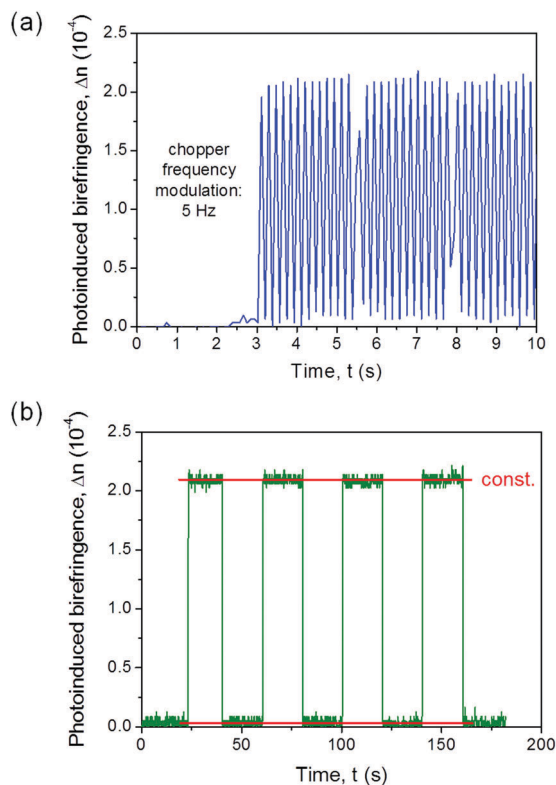 (a)
Photoinduced birefringence, Δn (10⁻⁴)
2.5
2.0
1.5
1.0
0.5
0.0
chopper
frequency
modulation:
5 Hz
0 1 2 3 4 5 6 7 8 9 10
Time, t (s)
(b)
Photoinduced birefringence, Δn (10⁻⁴)
2.5
2.0
1.5
1.0
0.5
0.0
const.
0 50 100 150 200
Time, t (s)